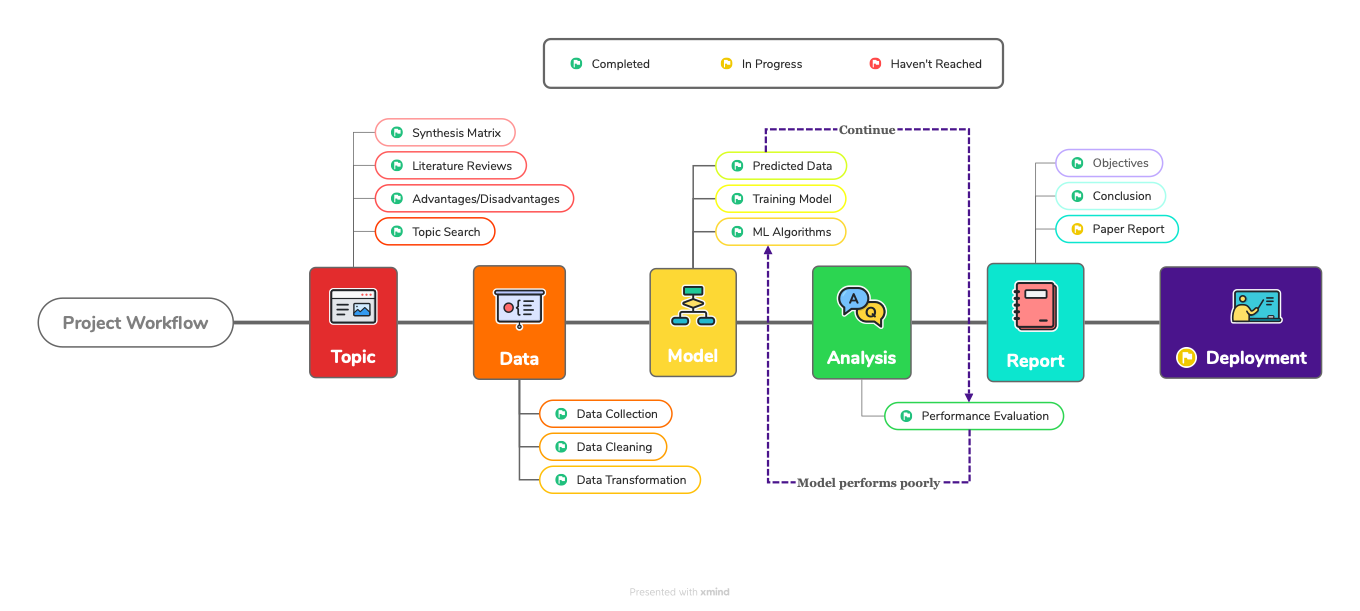 Completed
In Progress
Haven't Reached
Continue
Synthesis Matrix
Literature Reviews
Advantages/Disadvantages
Topic Search
Predicted Data
Training Model
ML Algorithms
Objectives
Conclusion
Paper Report
Project Workflow
Topic
Data
Model
A
Q
Analysis
Report
Deployment
Data Collection
Data Cleaning
Data Transformation
Performance Evaluation
Model performs poorly
Presented with xmind